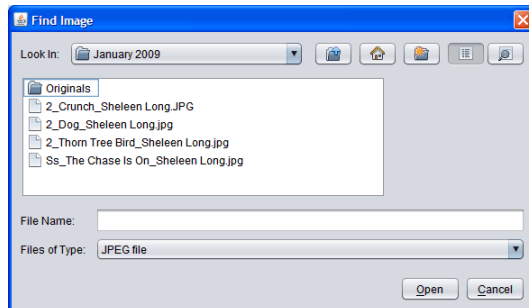 Find Image
Look In: January 2009
Originals
2_Crunch_Sheleen Long.JPG
2_Dog_Sheleen Long.jpg
2_Thorn Tree Bird_Sheleen Long.jpg
Ss_The Chase Is On_Sheleen Long.jpg
File Name:
Files of Type: JPEG file
Open Cancel